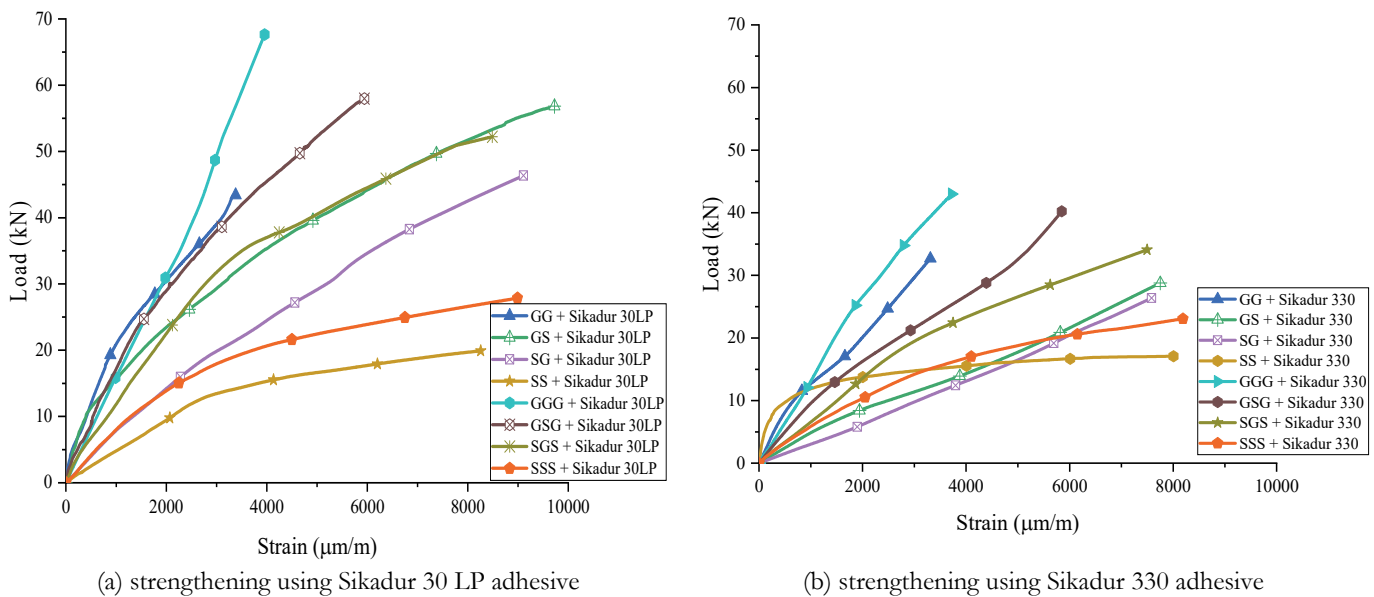 70
60
50
40
30
20
10
0
Load (kN)
0 2000 4000 6000 8000 10000
Strain (μm/m)
GG + Sikadur 30LP
GS + Sikadur 30LP
SG + Sikadur 30LP
SS + Sikadur 30LP
GGG + Sikadur 30LP
GSG + Sikadur 30LP
SGS + Sikadur 30LP
SSS + Sikadur 30LP
(a) strengthening using Sikadur 30 LP adhesive
70
60
50
40
30
20
10
0
Load (kN)
0 2000 4000 6000 8000 10000
Strain (μm/m)
GG + Sikadur 330
GS + Sikadur 330
SG + Sikadur 330
SS + Sikadur 330
GGG + Sikadur 330
GSG + Sikadur 330
SGS + Sikadur 330
SSS + Sikadur 330
(b) strengthening using Sikadur 330 adhesive